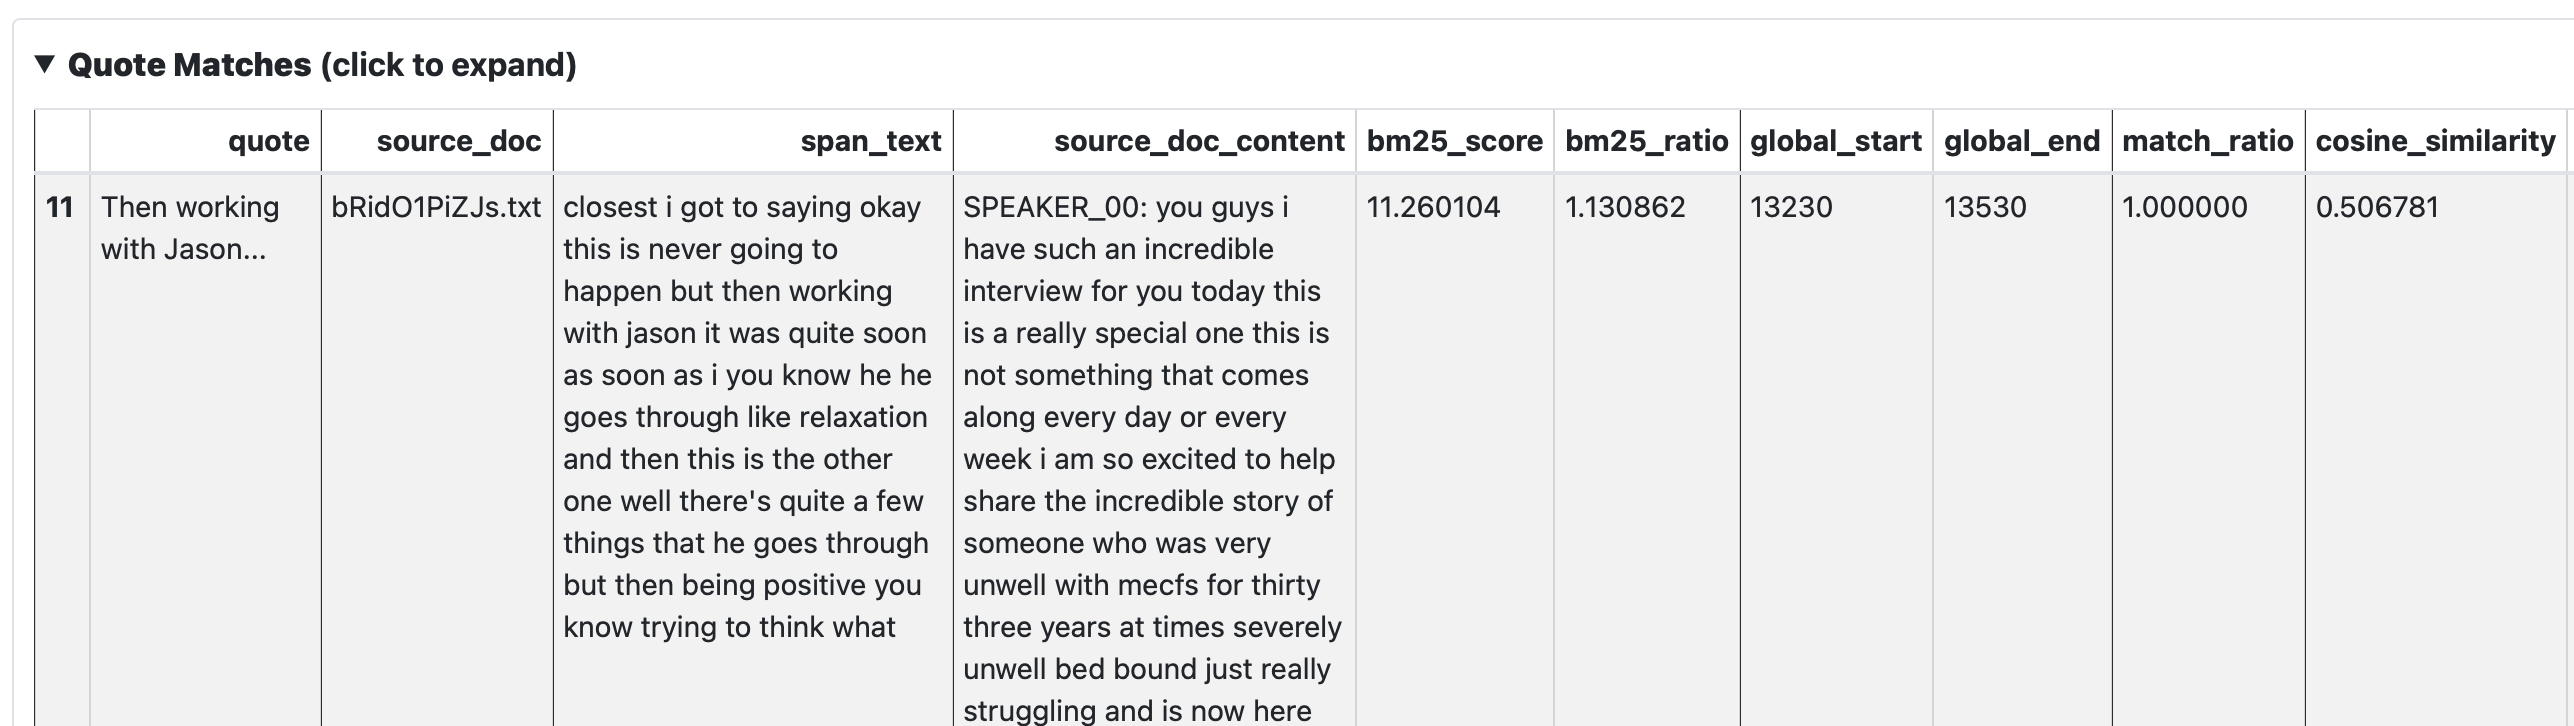 ▼ Quote Matches (click to expand)
quote source_doc span_text source_doc_content bm25_score bm25_ratio global_start global_end match_ratio cosine_similarity
11
Then working
with Jason...
bRidO1PiZJs.txt
closest i got to saying okay
this is never going to
happen but then working
with jason it was quite soon
as soon as i you know he he
goes through like relaxation
and then this is the other
one well there's quite a few
things that he goes through
but then being positive you
know trying to think what
SPEAKER_00: you guys i
have such an incredible
interview for you today this
is a really special one this is
not something that comes
along every day or every
week i am so excited to help
share the incredible story of
someone who was very
unwell with mecfs for thirty
three years at times severely
unwell bed bound just really
struggling and is now here
11.260104
1.130862
13230
13530
1.000000
0.506781